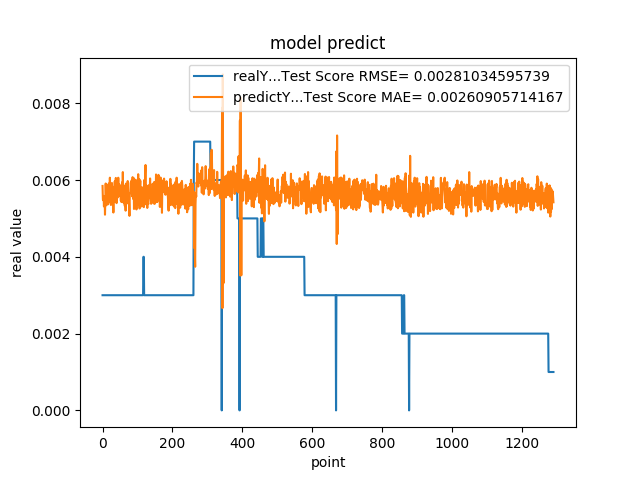 model predict
realY...Test Score RMSE= 0.00281034595739
predictY...Test Score MAE= 0.00260905714167
real value
0.008
0.006
0.004
0.002
0.000
0 200 400 600 800 1000 1200
point